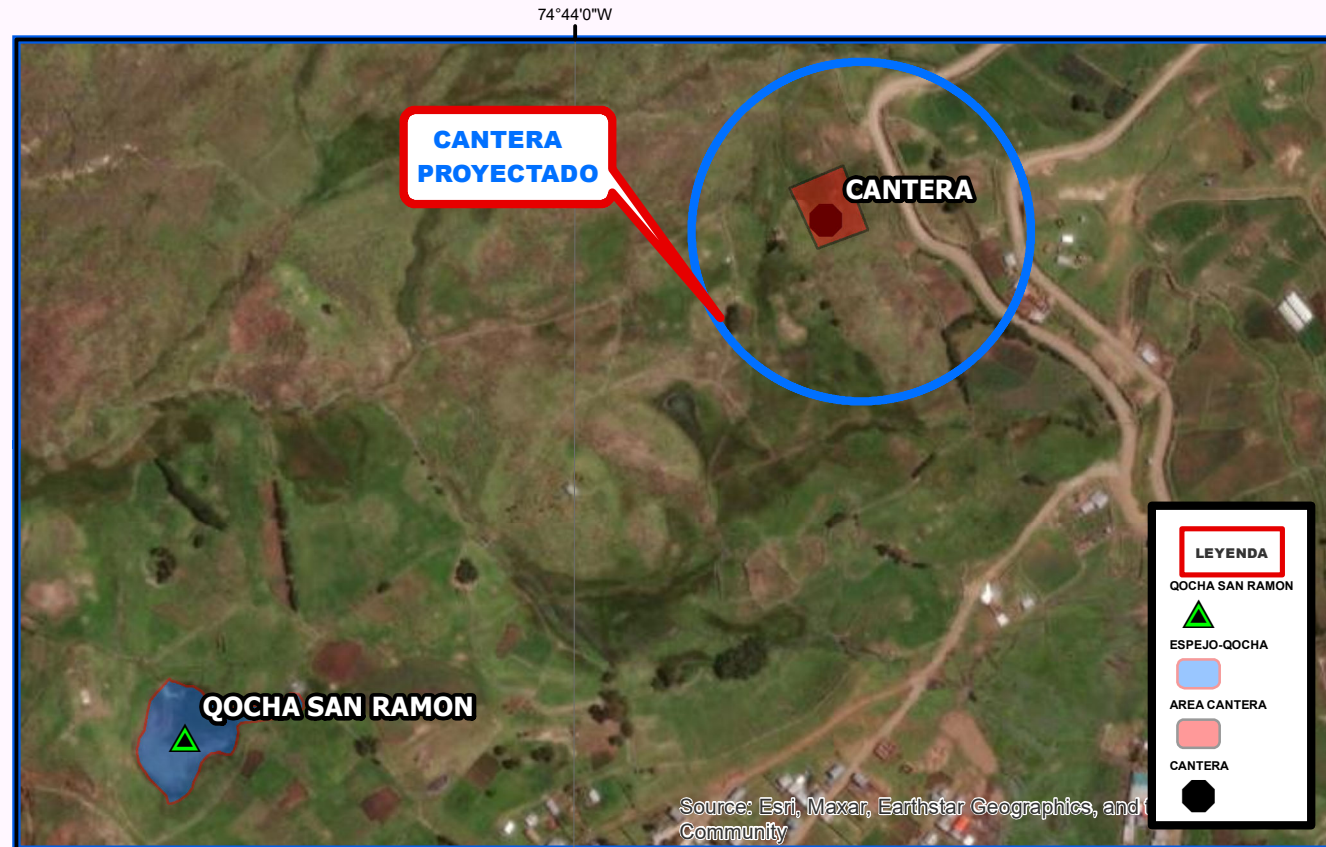 74°44'0"W
CANTERA
PROYECTADO
CANTERA
QOCHA SAN RAMON
LEYENDA
QOCHA SAN RAMON
ESPEJO-QOCHA
AREA CANTERA
CANTERA
Source: Esri, Maxar, Earthstar Geographics, and
Community